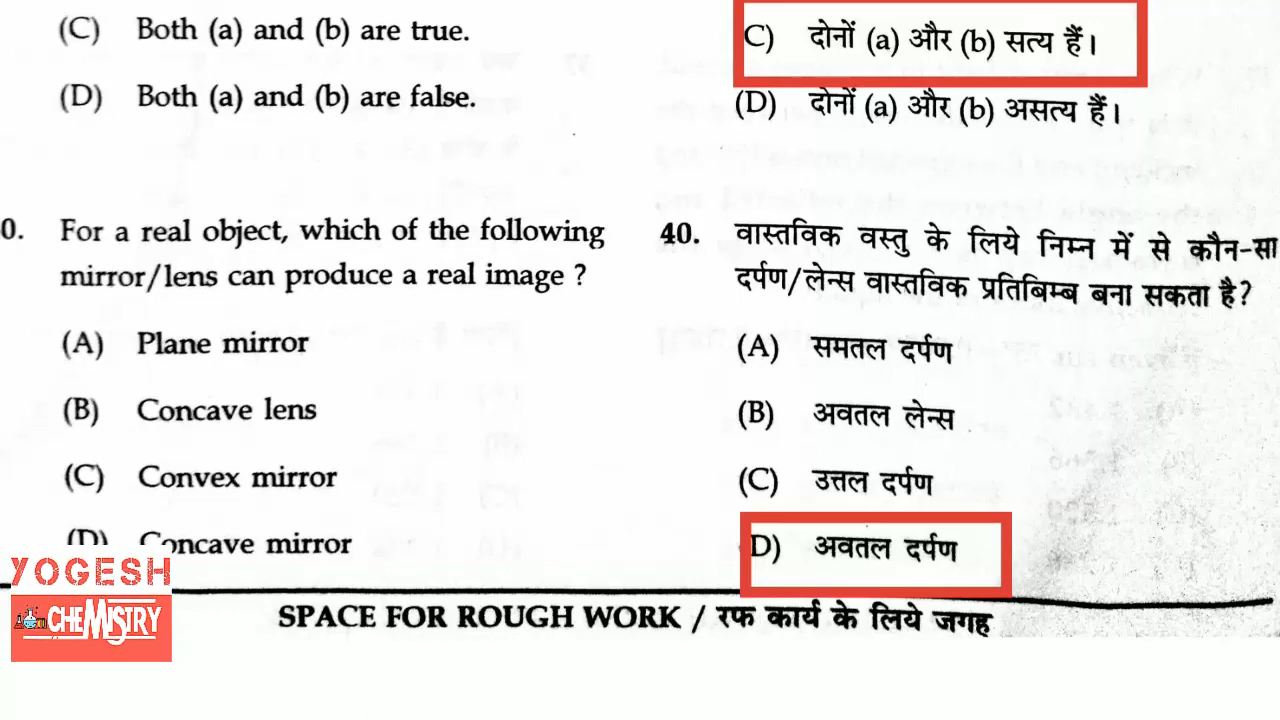 (C) Both (a) and (b) are true.
(D) Both (a) and (b) are false.
0. For a real object, which of the following
mirror/lens can produce a real image ?
(A) Plane mirror
(B) Concave lens
(C) Convex mirror
(D) Concave mirror
C) दोनों (a) और (b) सत्य हैं।
(D) दोनों (a) और (b) असत्य हैं।
40. वास्तविक वस्तु के लिये निम्न में से कौन-सा
दर्पण/लेन्स वास्तविक प्रतिबिम्ब बना सकता है?
(A) समतल दर्पण
(B) अवतल लेन्स
(C) उत्तल दर्पण
D) अवतल दर्पण
YOGESH
CHEMISTRY
SPACE FOR ROUGH WORK / रफ कार्य के लिये जगह